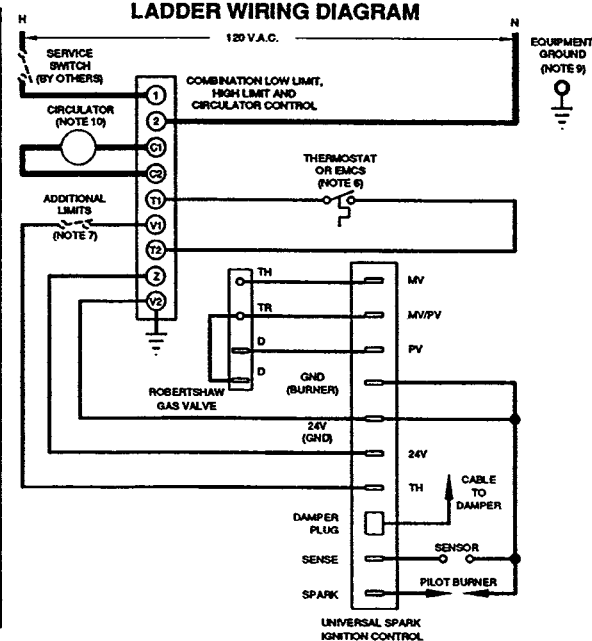 LADDER WIRING DIAGRAM
H
N
120 V.A.C.
SERVICE
SWITCH
(BY OTHERS)
EQUIPMENT
GROUND
(NOTE 9)
COMBINATION LOW LIMIT,
HIGH LIMIT AND
CIRCULATOR CONTROL
1
2
CIRCULATOR
(NOTE 10)
C1
C2
THERMOSTAT
OR EMCS
(NOTE 6)
T1
ADDITIONAL
LIMITS
(NOTE 7)
V1
T2
Z
V2
TH
TR
D
D
ROBERTSHAW
GAS VALVE
MV
MV/PV
PV
GND
(BURNER)
24V
(GND)
24V
TH
CABLE
TO
DAMPER
DAMPER
PLUG
SENSE
SENSOR
SPARK
PILOT BURNER
UNIVERSAL SPARK
IGNITION CONTROL